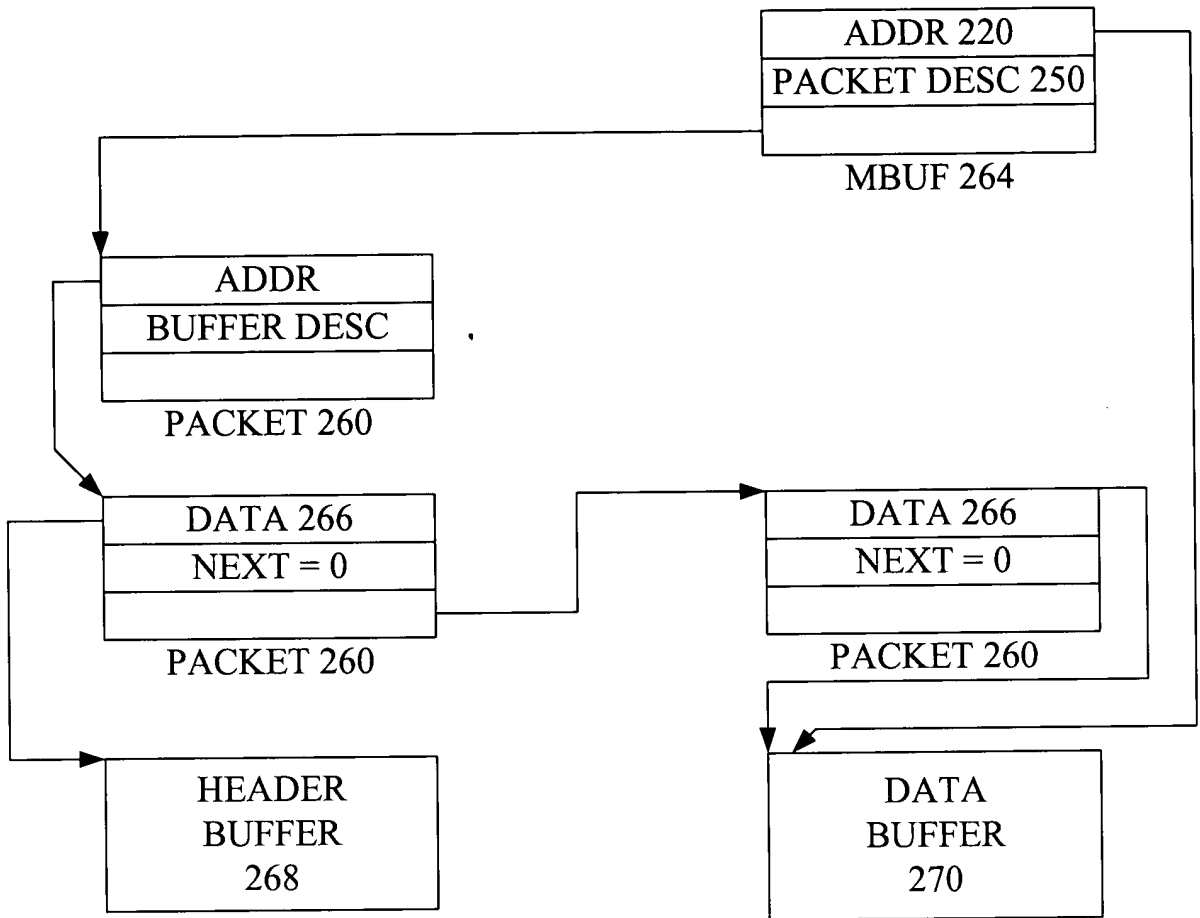 ADDR 220
PACKET DESC 250
MBUF 264
ADDR
BUFFER DESC
PACKET 260
DATA 266
NEXT = 0
PACKET 260
DATA 266
NEXT = 0
PACKET 260
HEADER
BUFFER
268
DATA
BUFFER
270